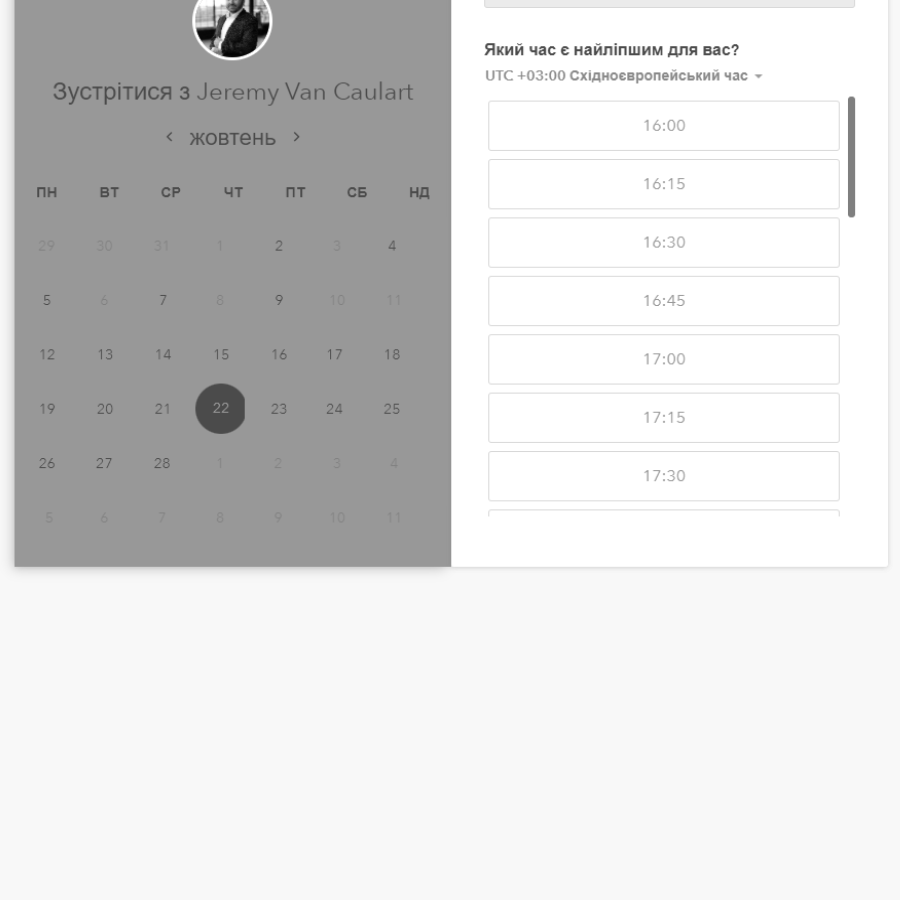 Зустрітися з Jeremy Van Caulart
жовтень
ПН ВТ СР ЧТ ПТ СБ НД
29 30 31 1 2 3 4
5 6 7 8 9 10 11
12 13 14 15 16 17 18
19 20 21 22 23 24 25
26 27 28 1 2 3 4
5 6 7 8 9 10 11
Який час є найліпшим для вас?
UTC +03:00 Східноєвропейський час
16:00
16:15
16:30
16:45
17:00
17:15
17:30